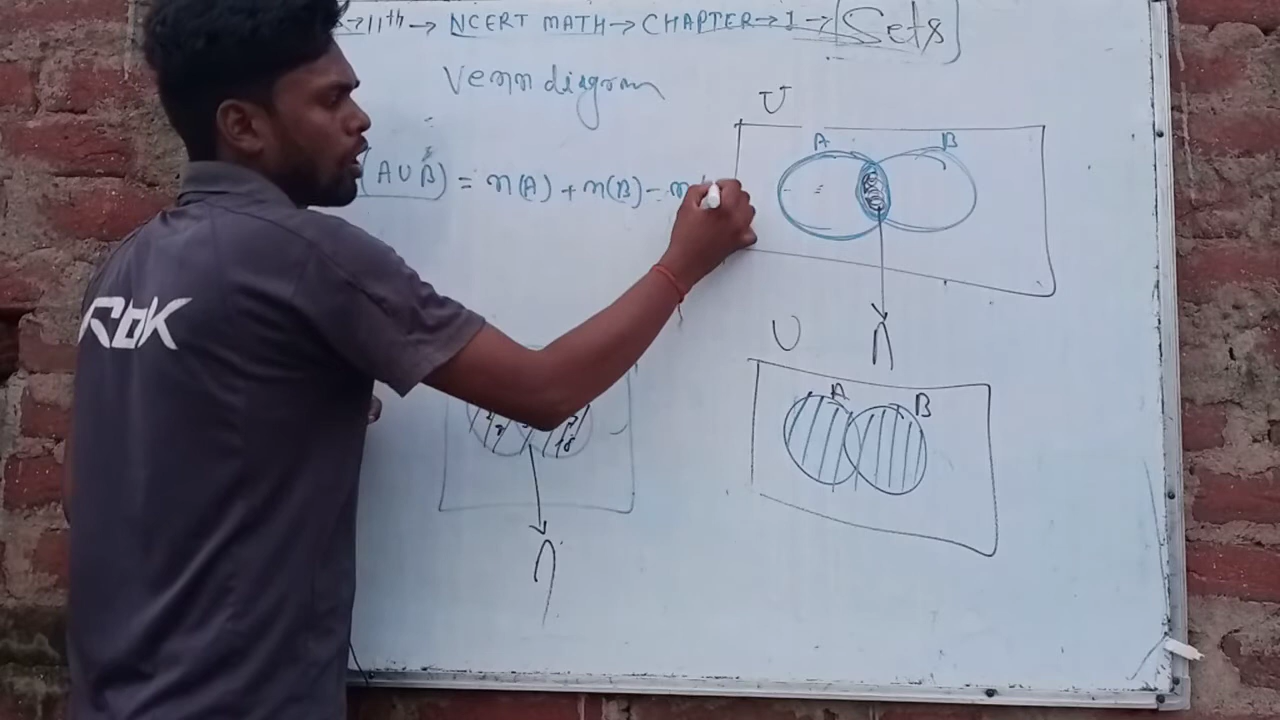 → 11th → NCERT MATH → CHAPTER → 1 → Sets
Venn diagram
(A ∪ B) = n(A) + n(B) - n
U
A B
∩
U
A B
∩
RBK